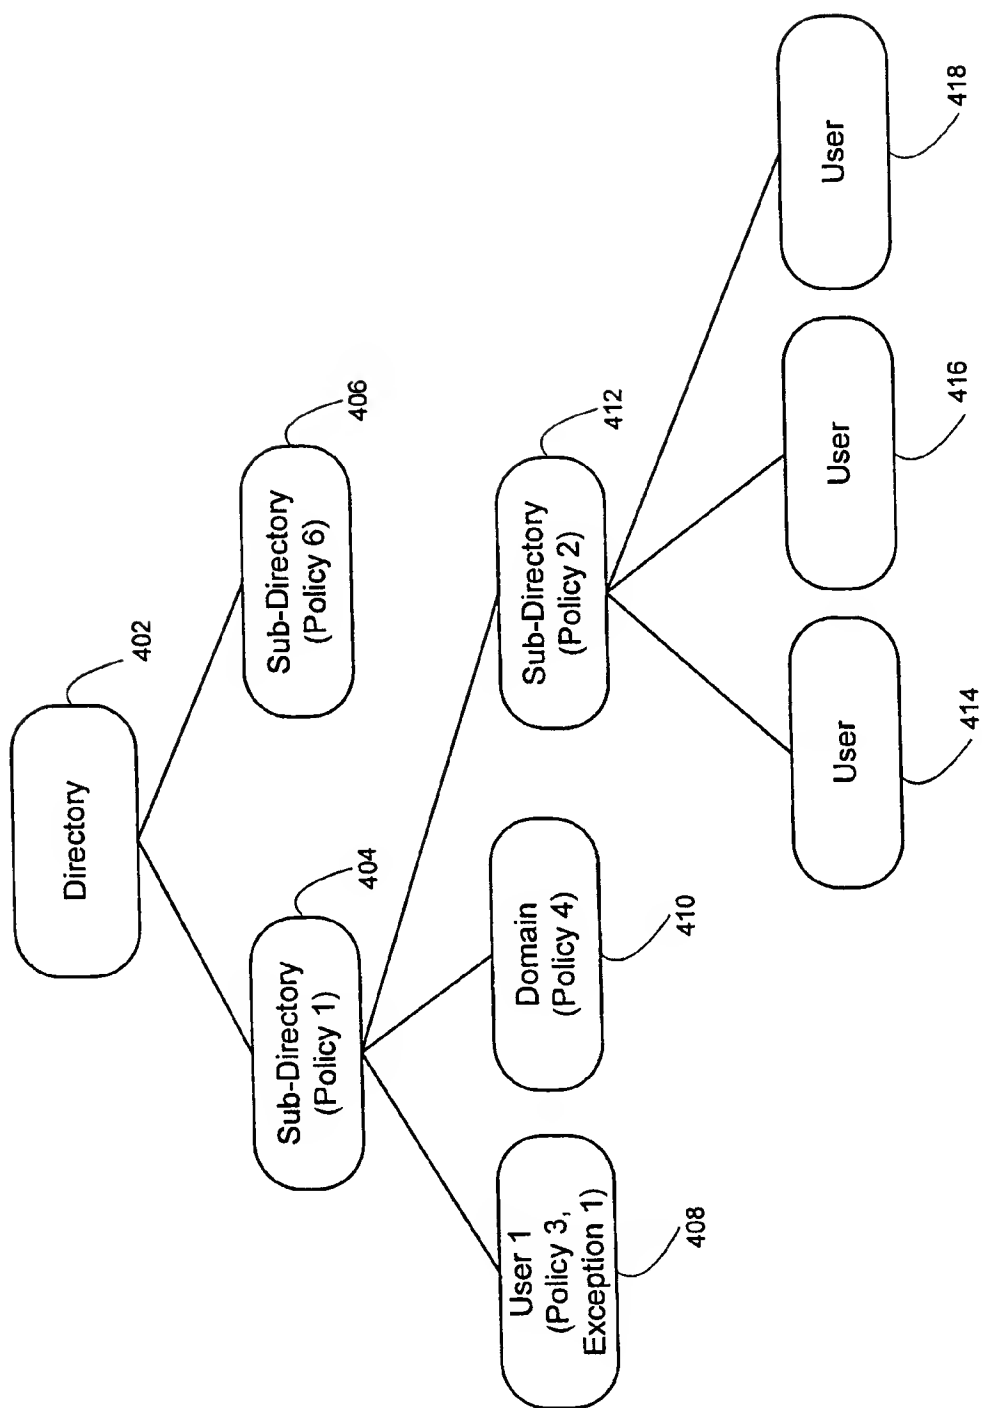 Directory
402
Sub-Directory
(Policy 1)
404
Sub-Directory
(Policy 6)
406
User 1
(Policy 3,
Exception 1)
408
Domain
(Policy 4)
410
Sub-Directory
(Policy 2)
412
User
414
User
416
User
418